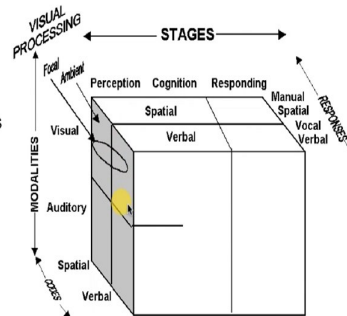 VISUAL
PROCESSING
STAGES
Focal
Ambient
Perception Cognition Responding
Manual
Spatial
Vocal
Verbal
RESPONSES
Spatial
Verbal
Visual
MODALITIES
Auditory
Spatial
Verbal
CODES